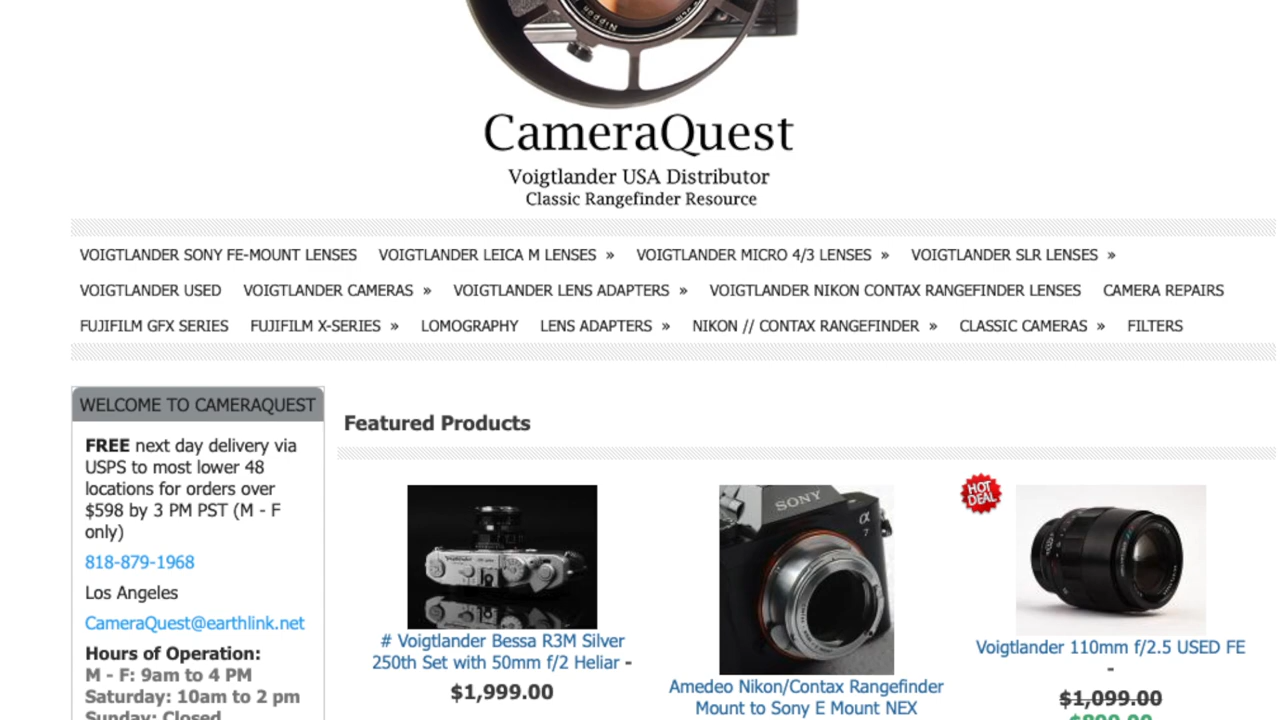 Nippon
CameraQuest
Voigtlander USA Distributor
Classic Rangefinder Resource
VOIGTLANDER SONY FE-MOUNT LENSES VOIGTLANDER LEICA M LENSES » VOIGTLANDER MICRO 4/3 LENSES » VOIGTLANDER SLR LENSES »
VOIGTLANDER USED VOIGTLANDER CAMERAS » VOIGTLANDER LENS ADAPTERS » VOIGTLANDER NIKON CONTAX RANGEFINDER LENSES CAMERA REPAIRS
FUJIFILM GFX SERIES FUJIFILM X-SERIES » LOMOGRAPHY LENS ADAPTERS » NIKON // CONTAX RANGEFINDER » CLASSIC CAMERAS » FILTERS
WELCOME TO CAMERAQUEST
FREE next day delivery via
USPS to most lower 48
locations for orders over
$598 by 3 PM PST (M - F
only)
818-879-1968
Los Angeles
CameraQuest@earthlink.net
Hours of Operation:
M - F: 9am to 4 PM
Saturday: 10am to 2 pm
Sunday: Closed
Featured Products
# Voigtlander Bessa R3M Silver
250th Set with 50mm f/2 Heliar -
$1,999.00
SONY
α
7
Amedeo Nikon/Contax Rangefinder
Mount to Sony E Mount NEX
HOT
DEAL
Voigtlander 110mm f/2.5 USED FE
-
$1,099.00